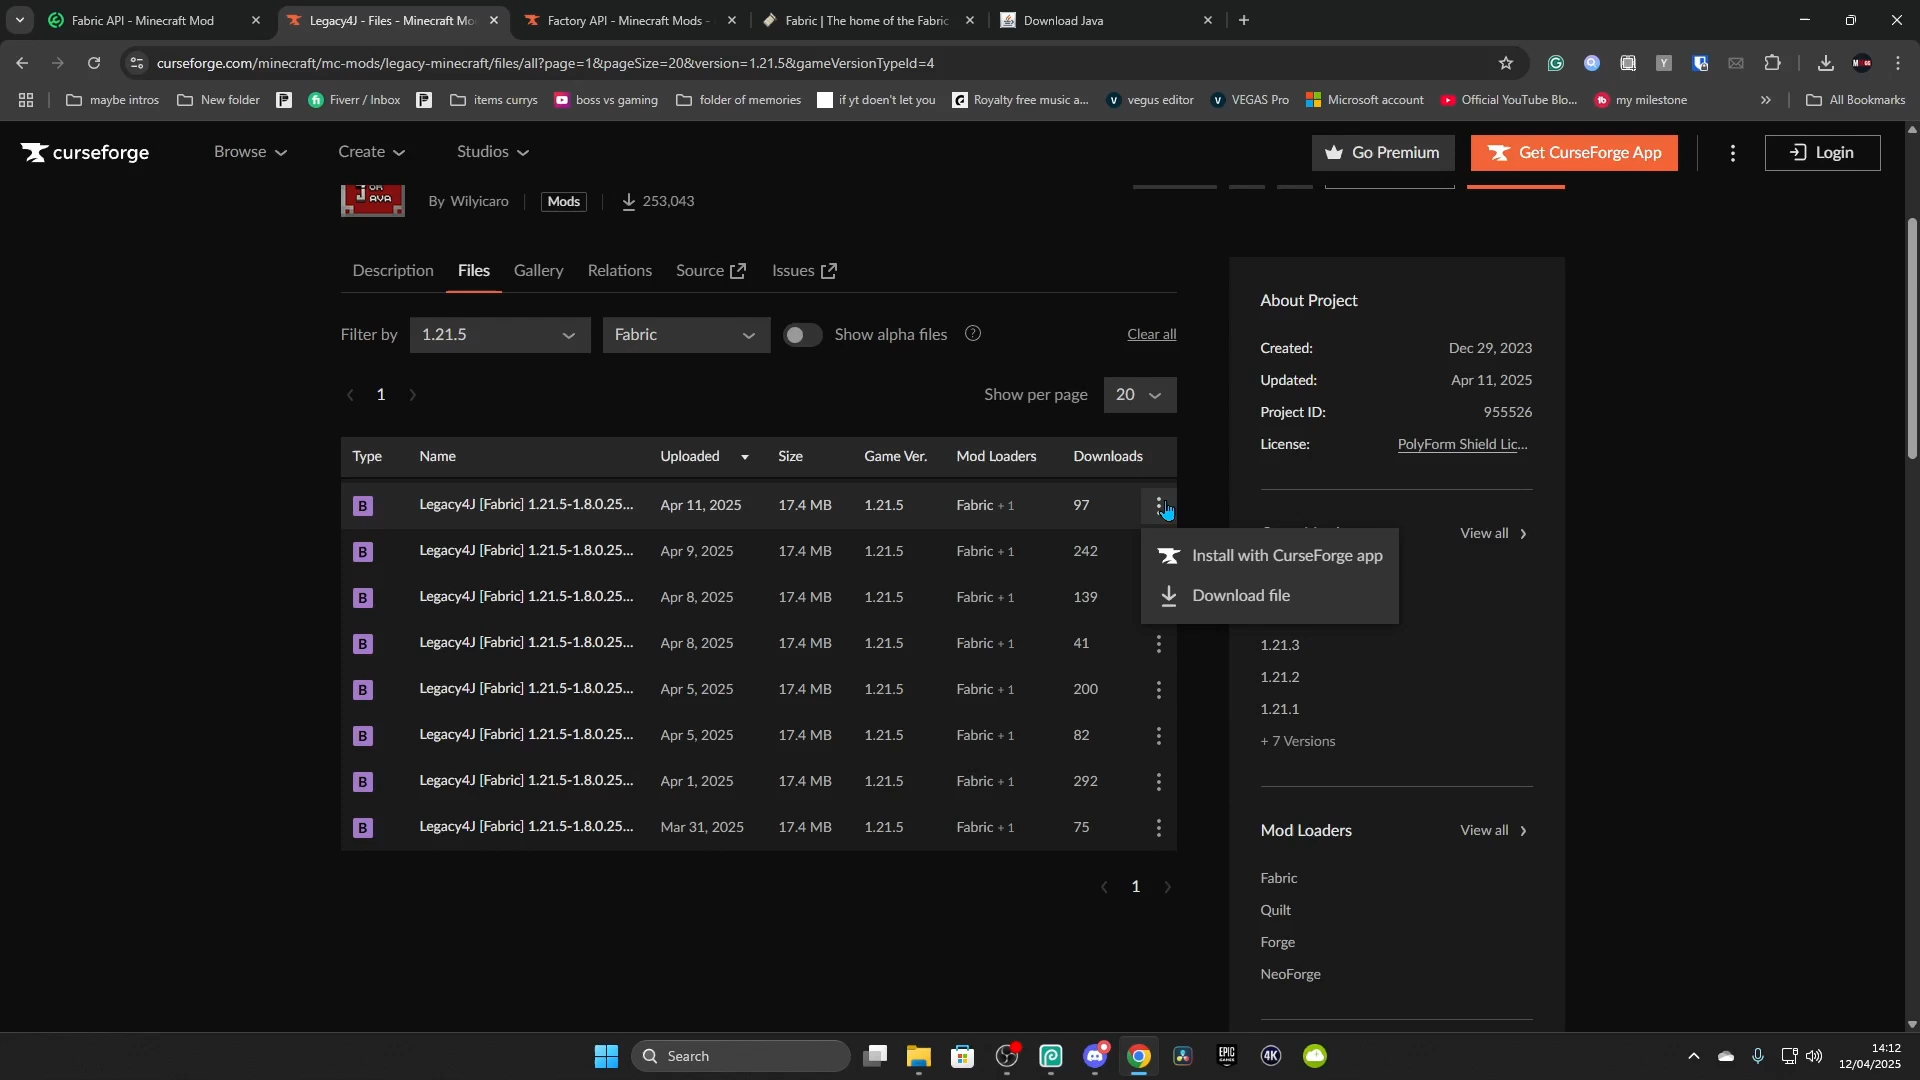 Fabric API - Minecraft Mod
Legacy4J - Files - Minecraft Mo
Factory API - Minecraft Mods -
Fabric | The home of the Fabric
Download Java
curseforge.com/minecraft/mc-mods/legacy-minecraft/files/all?page=1&pageSize=20&version=1.21.5&gameVersionTypeId=4
maybe intros
New folder
Fiverr / Inbox
items currys
boss vs gaming
folder of memories
if yt doen't let you
Royalty free music a...
vegus editor
VEGAS Pro
Microsoft account
Official YouTube Blo...
my milestone
All Bookmarks
curseforge
Browse
Create
Studios
Go Premium
Get CurseForge App
Login
By Wilyicaro
Mods
253,043
Description
Files
Gallery
Relations
Source
Issues
Filter by
1.21.5
Fabric
Show alpha files
Clear all
1
Show per page
20
Type Name Uploaded Size Game Ver. Mod Loaders Downloads
B Legacy4J [Fabric] 1.21.5-1.8.0.25... Apr 11, 2025 17.4 MB 1.21.5 Fabric + 1 97
B Legacy4J [Fabric] 1.21.5-1.8.0.25... Apr 9, 2025 17.4 MB 1.21.5 Fabric + 1 242
B Legacy4J [Fabric] 1.21.5-1.8.0.25... Apr 8, 2025 17.4 MB 1.21.5 Fabric + 1 139
B Legacy4J [Fabric] 1.21.5-1.8.0.25... Apr 8, 2025 17.4 MB 1.21.5 Fabric + 1 41
B Legacy4J [Fabric] 1.21.5-1.8.0.25... Apr 5, 2025 17.4 MB 1.21.5 Fabric + 1 200
B Legacy4J [Fabric] 1.21.5-1.8.0.25... Apr 5, 2025 17.4 MB 1.21.5 Fabric + 1 82
B Legacy4J [Fabric] 1.21.5-1.8.0.25... Apr 1, 2025 17.4 MB 1.21.5 Fabric + 1 292
B Legacy4J [Fabric] 1.21.5-1.8.0.25... Mar 31, 2025 17.4 MB 1.21.5 Fabric + 1 75
1
Install with CurseForge app
Download file
About Project
Created: Dec 29, 2023
Updated: Apr 11, 2025
Project ID: 955526
License: PolyForm Shield Lic...
View all
1.21.3
1.21.2
1.21.1
+ 7 Versions
Mod Loaders
View all
Fabric
Quilt
Forge
NeoForge
Search
EPIC
GAMES
4K
14:12
12/04/2025